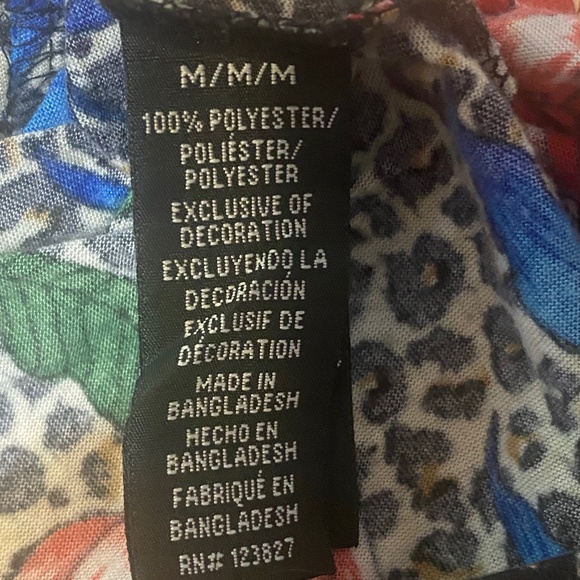 M/M/M
100% POLYESTER/
POLIÉSTER/
POLYESTER
EXCLUSIVE OF
DECORATION
EXCLUYENDO LA
DECORACIÓN
EXCLUSIF DE
DÉCORATION
MADE IN
BANGLADESH
HECHO EN
BANGLADESH
FABRIQUÉ EN
BANGLADESH
RN# 123827